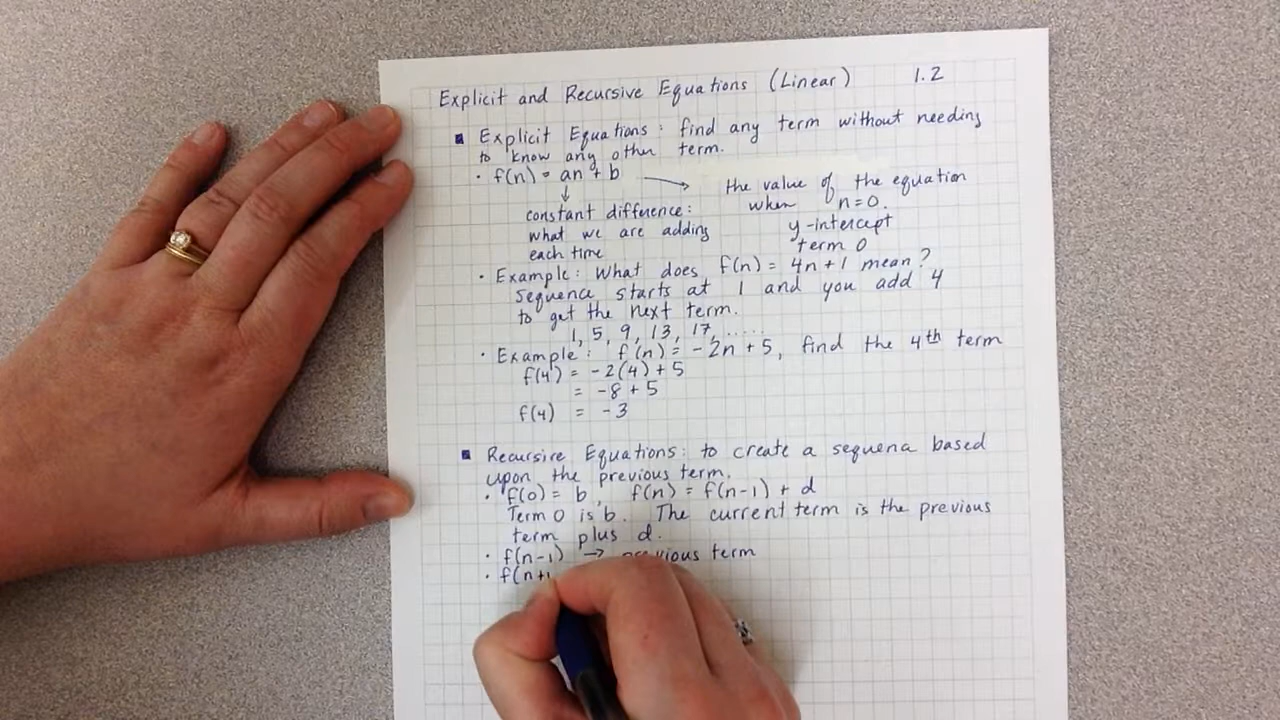 Explicit and Recursive Equations (Linear) 1.2
Explicit Equations: find any term without needing
to know any other term.
• f(n) = an + b → the value of the equation
↓ when n=0.
constant difference: y-intercept
what we are adding term 0
each time
• Example: What does f(n) = 4n+1 mean?
sequence starts at 1 and you add 4
to get the next term.
1, 5, 9, 13, 17, .....
• Example: f(n) = -2n + 5, find the 4th term
f(4) = -2(4) + 5
= -8 + 5
f(4) = -3
Recursive Equations: to create a sequence based
upon the previous term.
• f(0) = b, f(n) = f(n-1) + d
Term 0 is b. The current term is the previous
term plus d.
• f(n-1) → previous term
• f(n+1